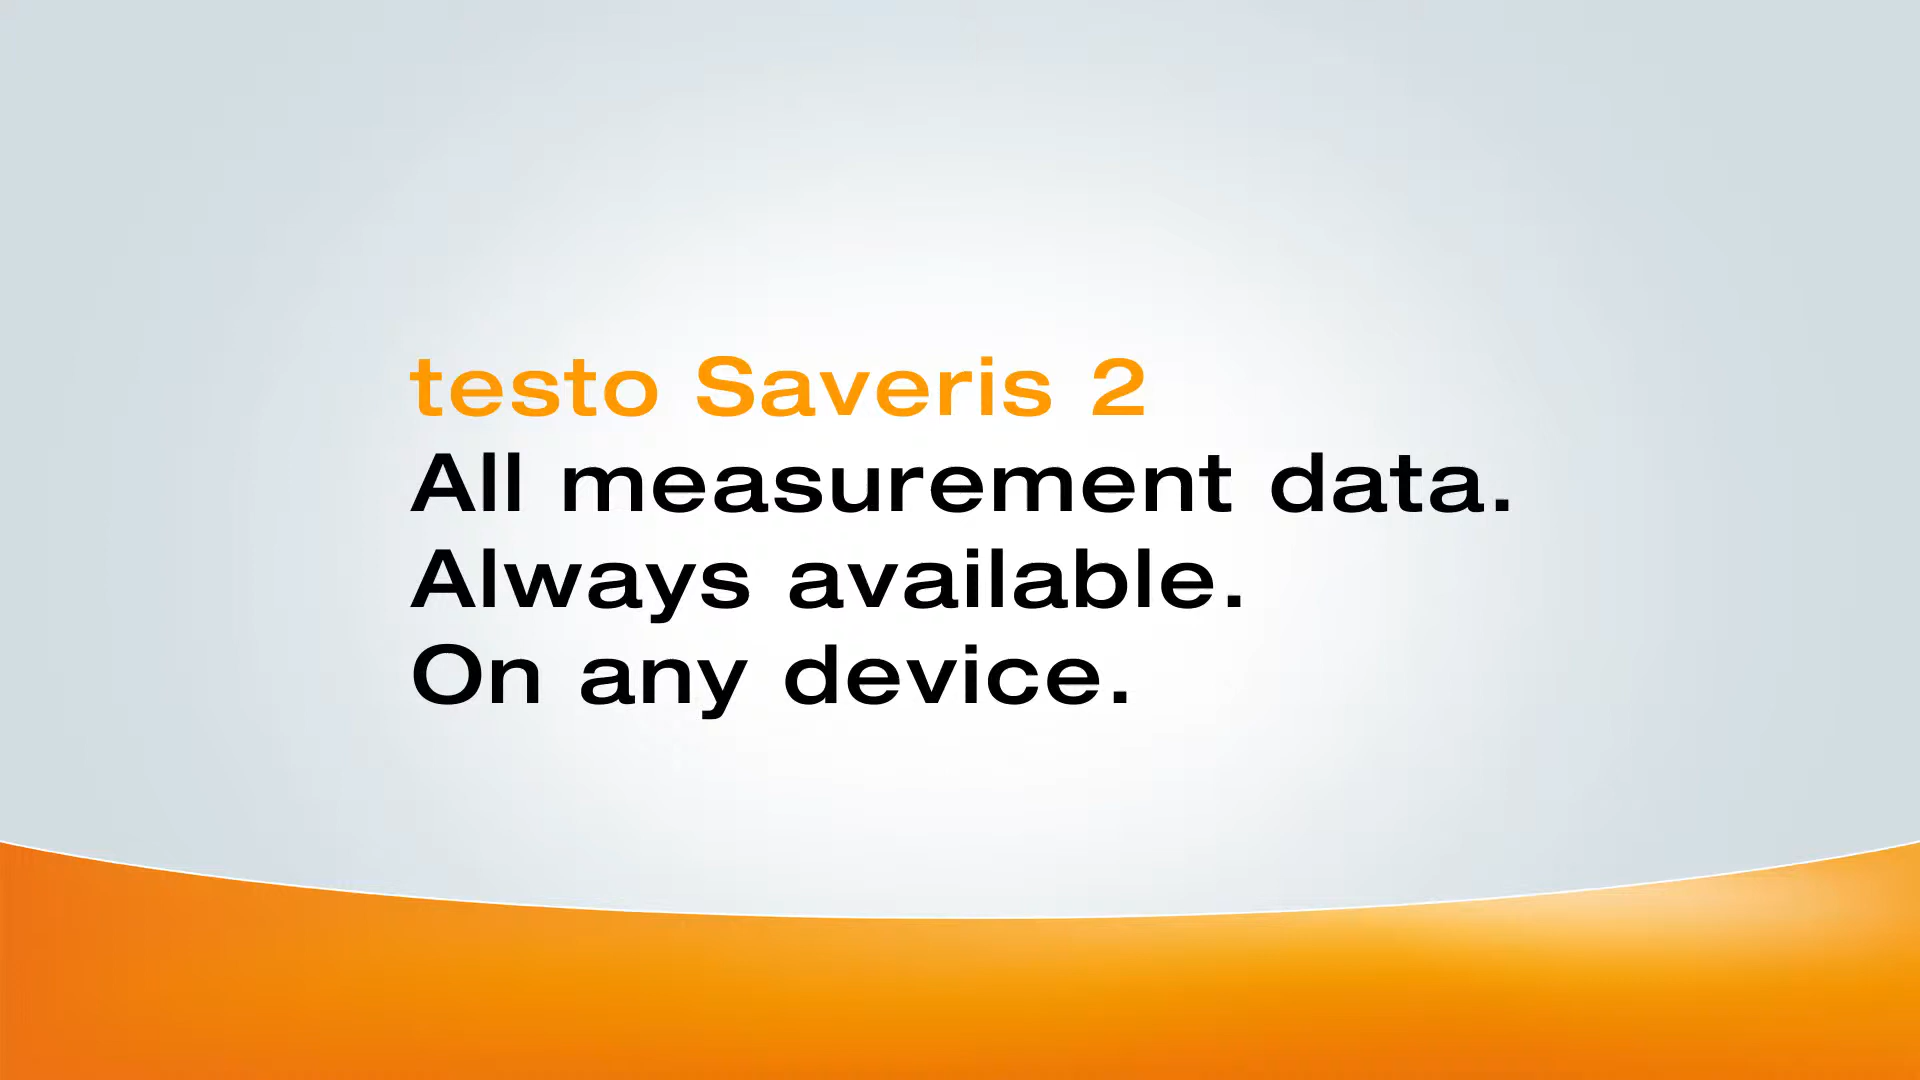 testo Saveris 2
All measurement data.
Always available.
On any device.